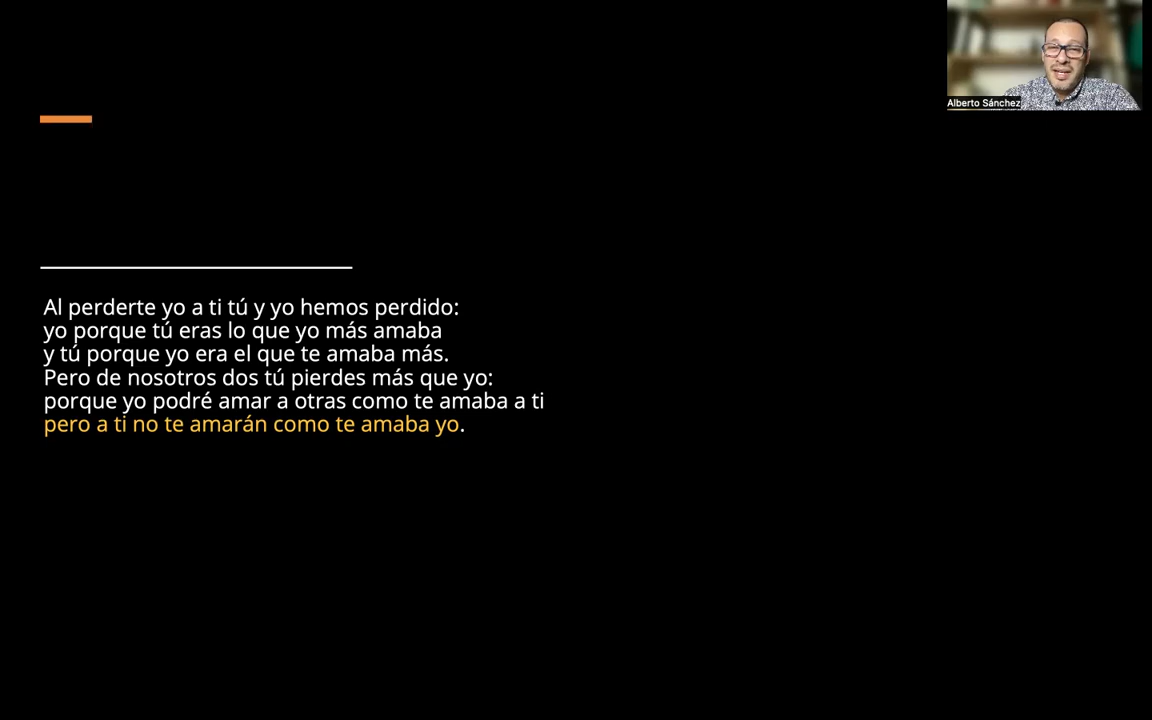 Alberto Sánchez
Al perderte yo a ti tú y yo hemos perdido:
yo porque tú eras lo que yo más amaba
y tú porque yo era el que te amaba más.
Pero de nosotros dos tú pierdes más que yo:
porque yo podré amar a otras como te amaba a ti
pero a ti no te amarán como te amaba yo.